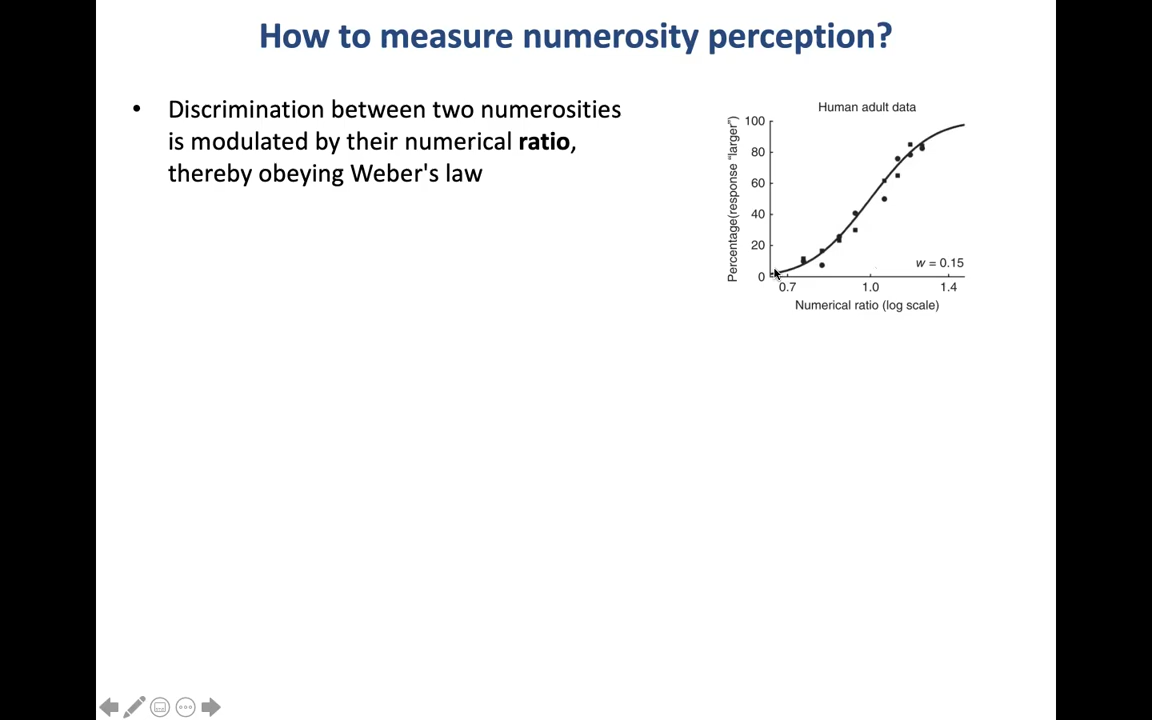 How to measure numerosity perception?
• Discrimination between two numerosities
is modulated by their numerical ratio,
thereby obeying Weber's law
Human adult data
Percentage(response "larger")
100
80
60
40
20
0
w = 0.15
0.7 1.0 1.4
Numerical ratio (log scale)